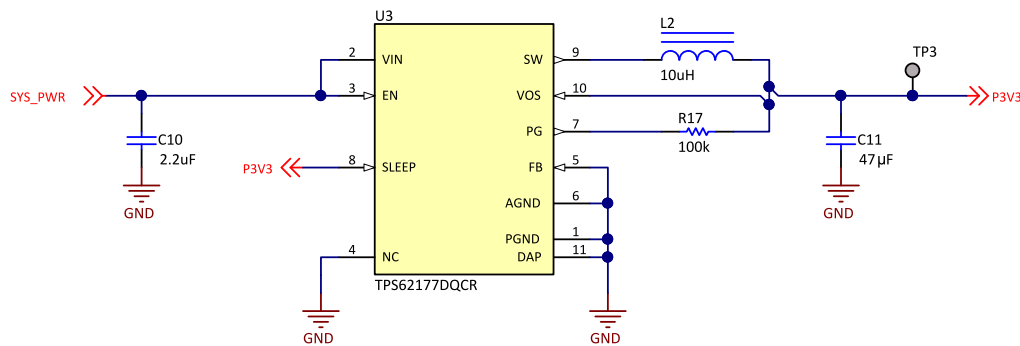 U3
L2
TP3
2
VIN
SW
9
10uH
SYS_PWR
3
EN
VOS
10
P3V3
C10
2.2uF
PG
7
R17
100k
C11
47µF
P3V3
8
SLEEP
FB
5
GND
AGND
6
GND
PGND
1
4
NC
DAP
11
TPS62177DQCR
GND
GND